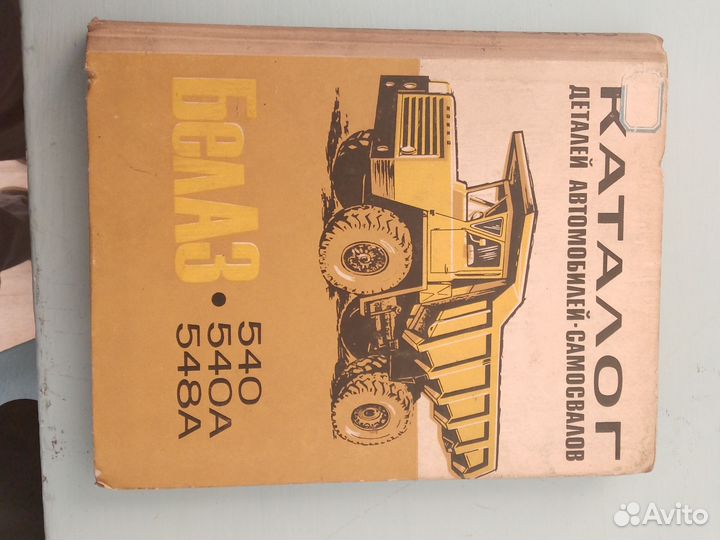 КАТАЛОГ
ДЕТАЛЕЙ АВТОМОБИЛЕЙ-САМОСВАЛОВ
БелАЗ • 540
540А
548А
Avito